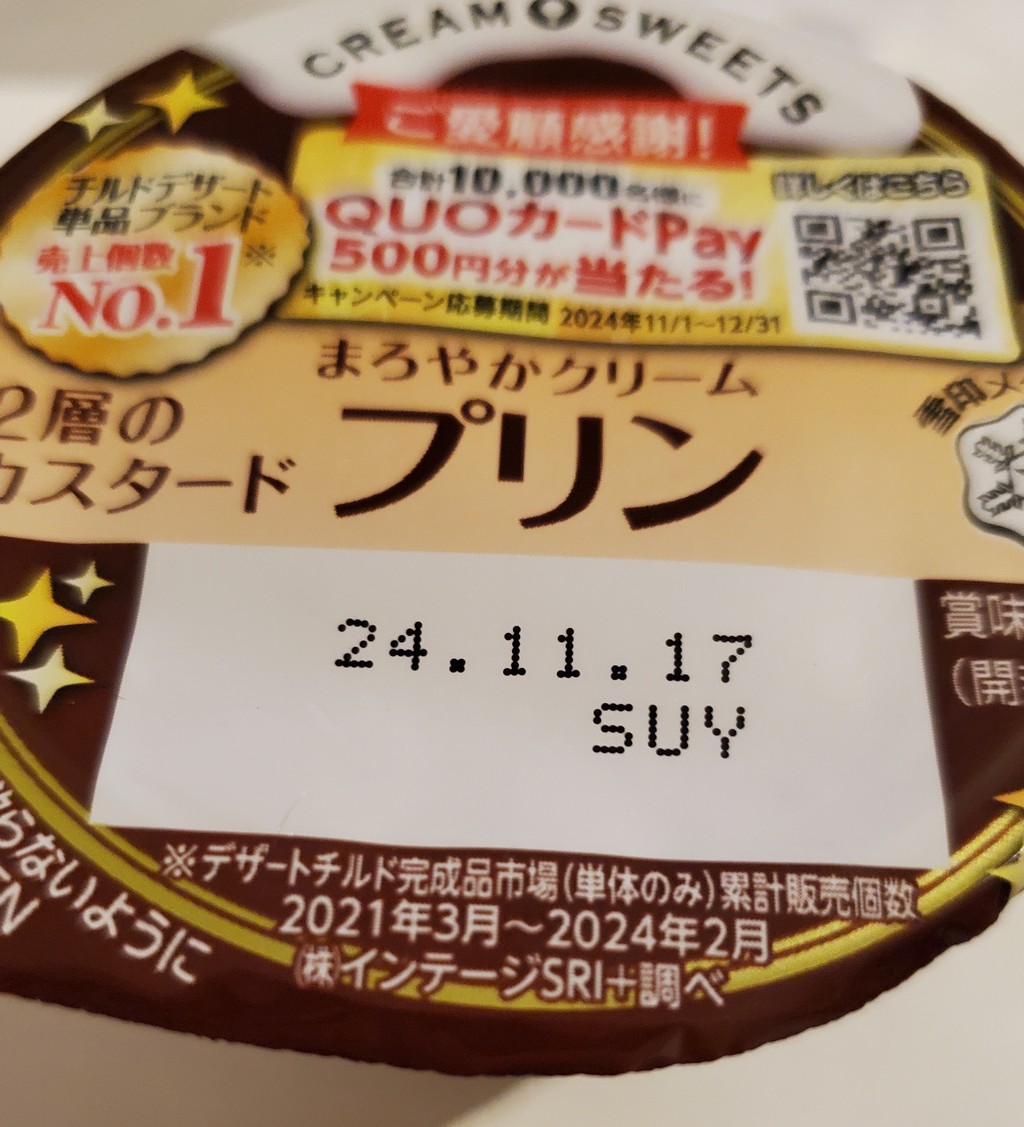 CREAM SWEETS
ご愛顧感謝!
合計10,000名様に
QUOカードPay
500円分が当たる!
キャンペーン応募期間 2024年11/1~12/31
詳しくはこちら
チルドデザート
単品ブランド
売上個数※
No.1
まろやかクリーム
プリン
2層の
カスタード
雪印メ
24.11.17
SUY
賞味
(開
※デザートチルド完成品市場(単体のみ)累計販売個数
2021年3月～2024年2月
㈱インテージSRI+調べ
らないように